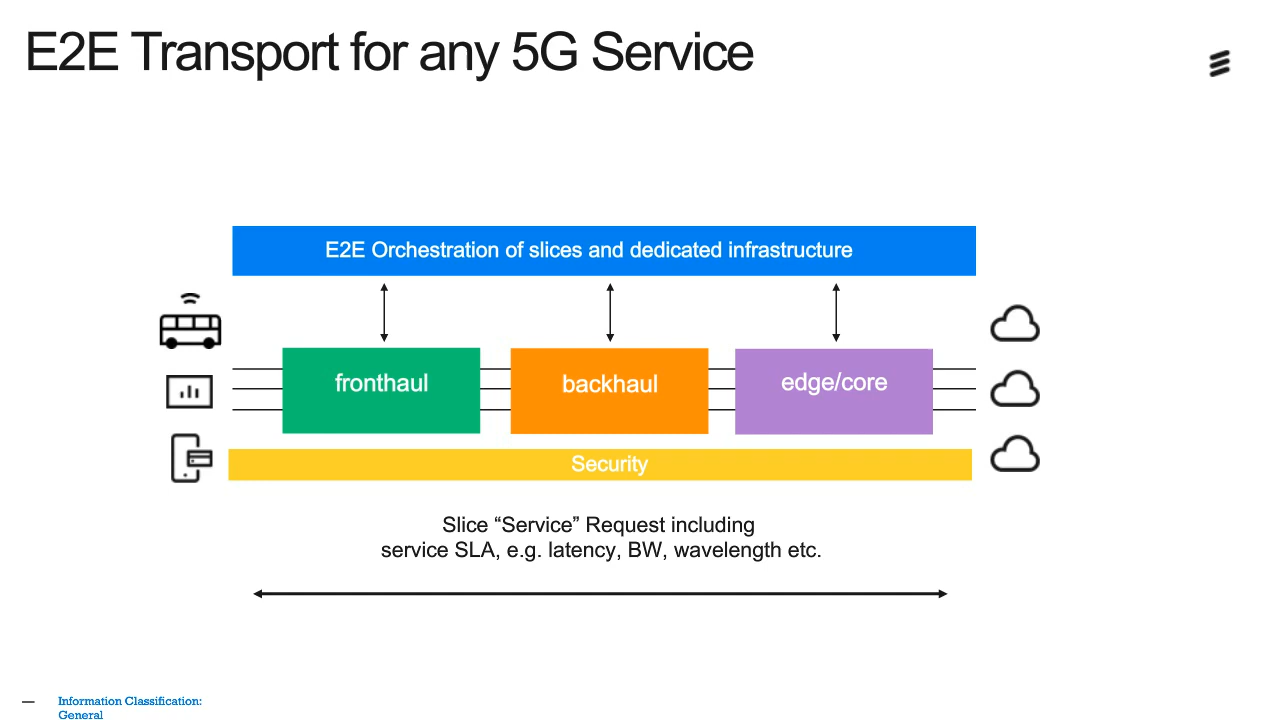 E2E Transport for any 5G Service
E2E Orchestration of slices and dedicated infrastructure
fronthaul
backhaul
edge/core
Security
Slice “Service” Request including
service SLA, e.g. latency, BW, wavelength etc.
Information Classification:
General